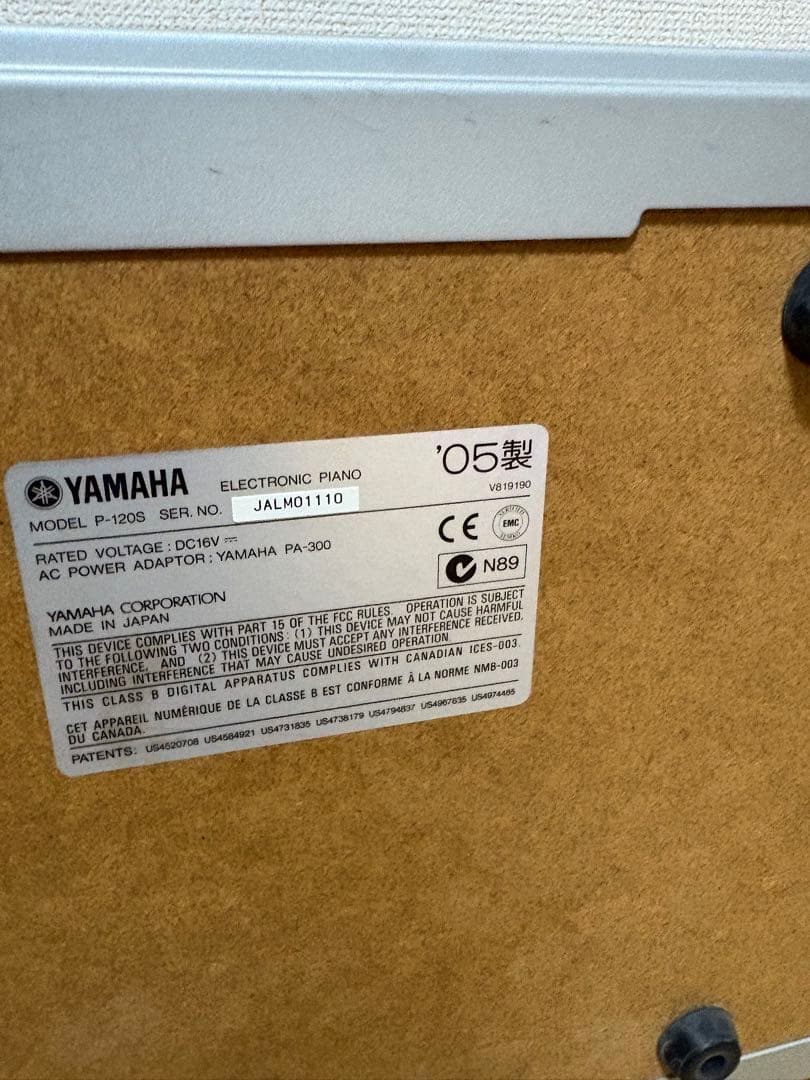 YAMAHA ELECTRONIC PIANO '05製
V819190
MODEL P-120S SER. NO. JALM01110
RATED VOLTAGE : DC16V ⎓
AC POWER ADAPTOR : YAMAHA PA-300
CE
EMC
N89
YAMAHA CORPORATION
MADE IN JAPAN
THIS DEVICE COMPLIES WITH PART 15 OF THE FCC RULES. OPERATION IS SUBJECT
TO THE FOLLOWING TWO CONDITIONS : (1) THIS DEVICE MAY NOT CAUSE HARMFUL
INTERFERENCE, AND (2) THIS DEVICE MUST ACCEPT ANY INTERFERENCE RECEIVED,
INCLUDING INTERFERENCE THAT MAY CAUSE UNDESIRED OPERATION.
THIS CLASS B DIGITAL APPARATUS COMPLIES WITH CANADIAN ICES-003.
CET APPAREIL NUMÉRIQUE DE LA CLASSE B EST CONFORME À LA NORME NMB-003
DU CANADA.
PATENTS: US4520708 US4584921 US4731835 US4738179 US4794837 US4967635 US4974485